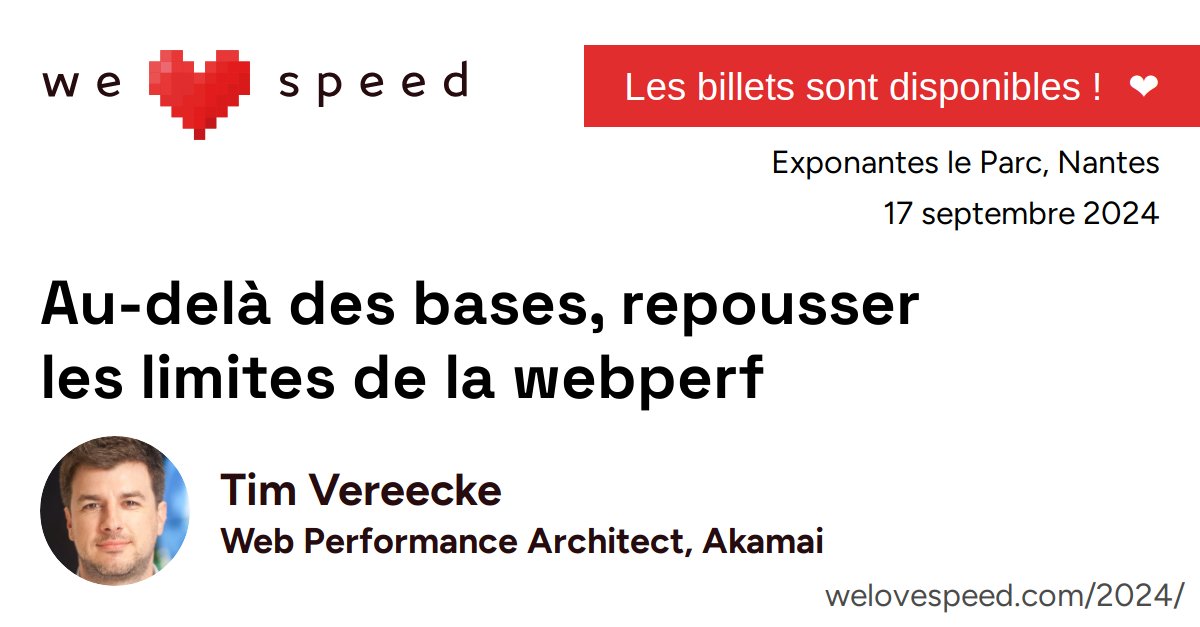 we speed
Les billets sont disponibles ! ❤
Exponantes le Parc, Nantes
17 septembre 2024
Au-delà des bases, repousser
les limites de la webperf
Tim Vereecke
Web Performance Architect, Akamai
welovespeed.com/2024/